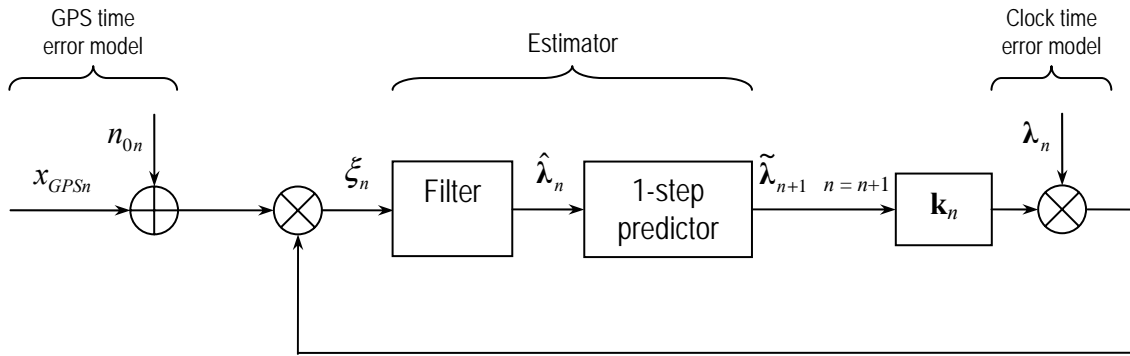 GPS time
error model
Estimator
Clock time
error model
n₀ₙ
λₙ
x_GPSn
ξₙ
Filter
λ̂ₙ
1-step
predictor
λ̃ₙ₊₁
n = n+1
kₙ